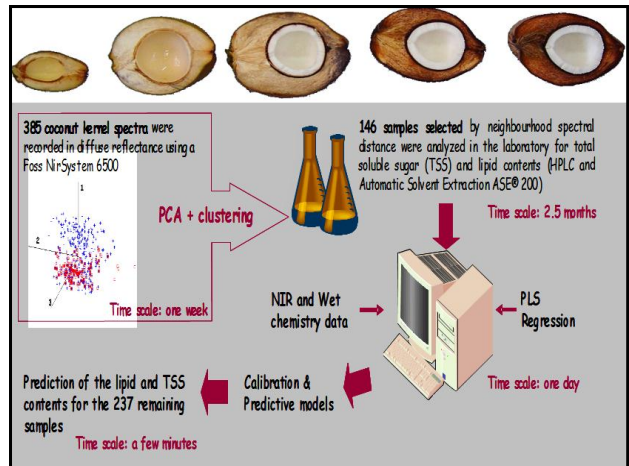 385 coconut kernel spectra were
recorded in diffuse reflectance using a
Foss NirSystem 6500
1
2
3
PCA + clustering
Time scale: one week
146 samples selected by neighbourhood spectral
distance were analyzed in the laboratory for total
soluble sugar (TSS) and lipid contents (HPLC and
Automatic Solvent Extraction ASE® 200)
Time scale: 2.5 months
NIR and Wet
chemistry data
PLS
Regression
Time scale: one day
Calibration &
Predictive models
Prediction of the lipid and TSS
contents for the 237 remaining
samples
Time scale: a few minutes